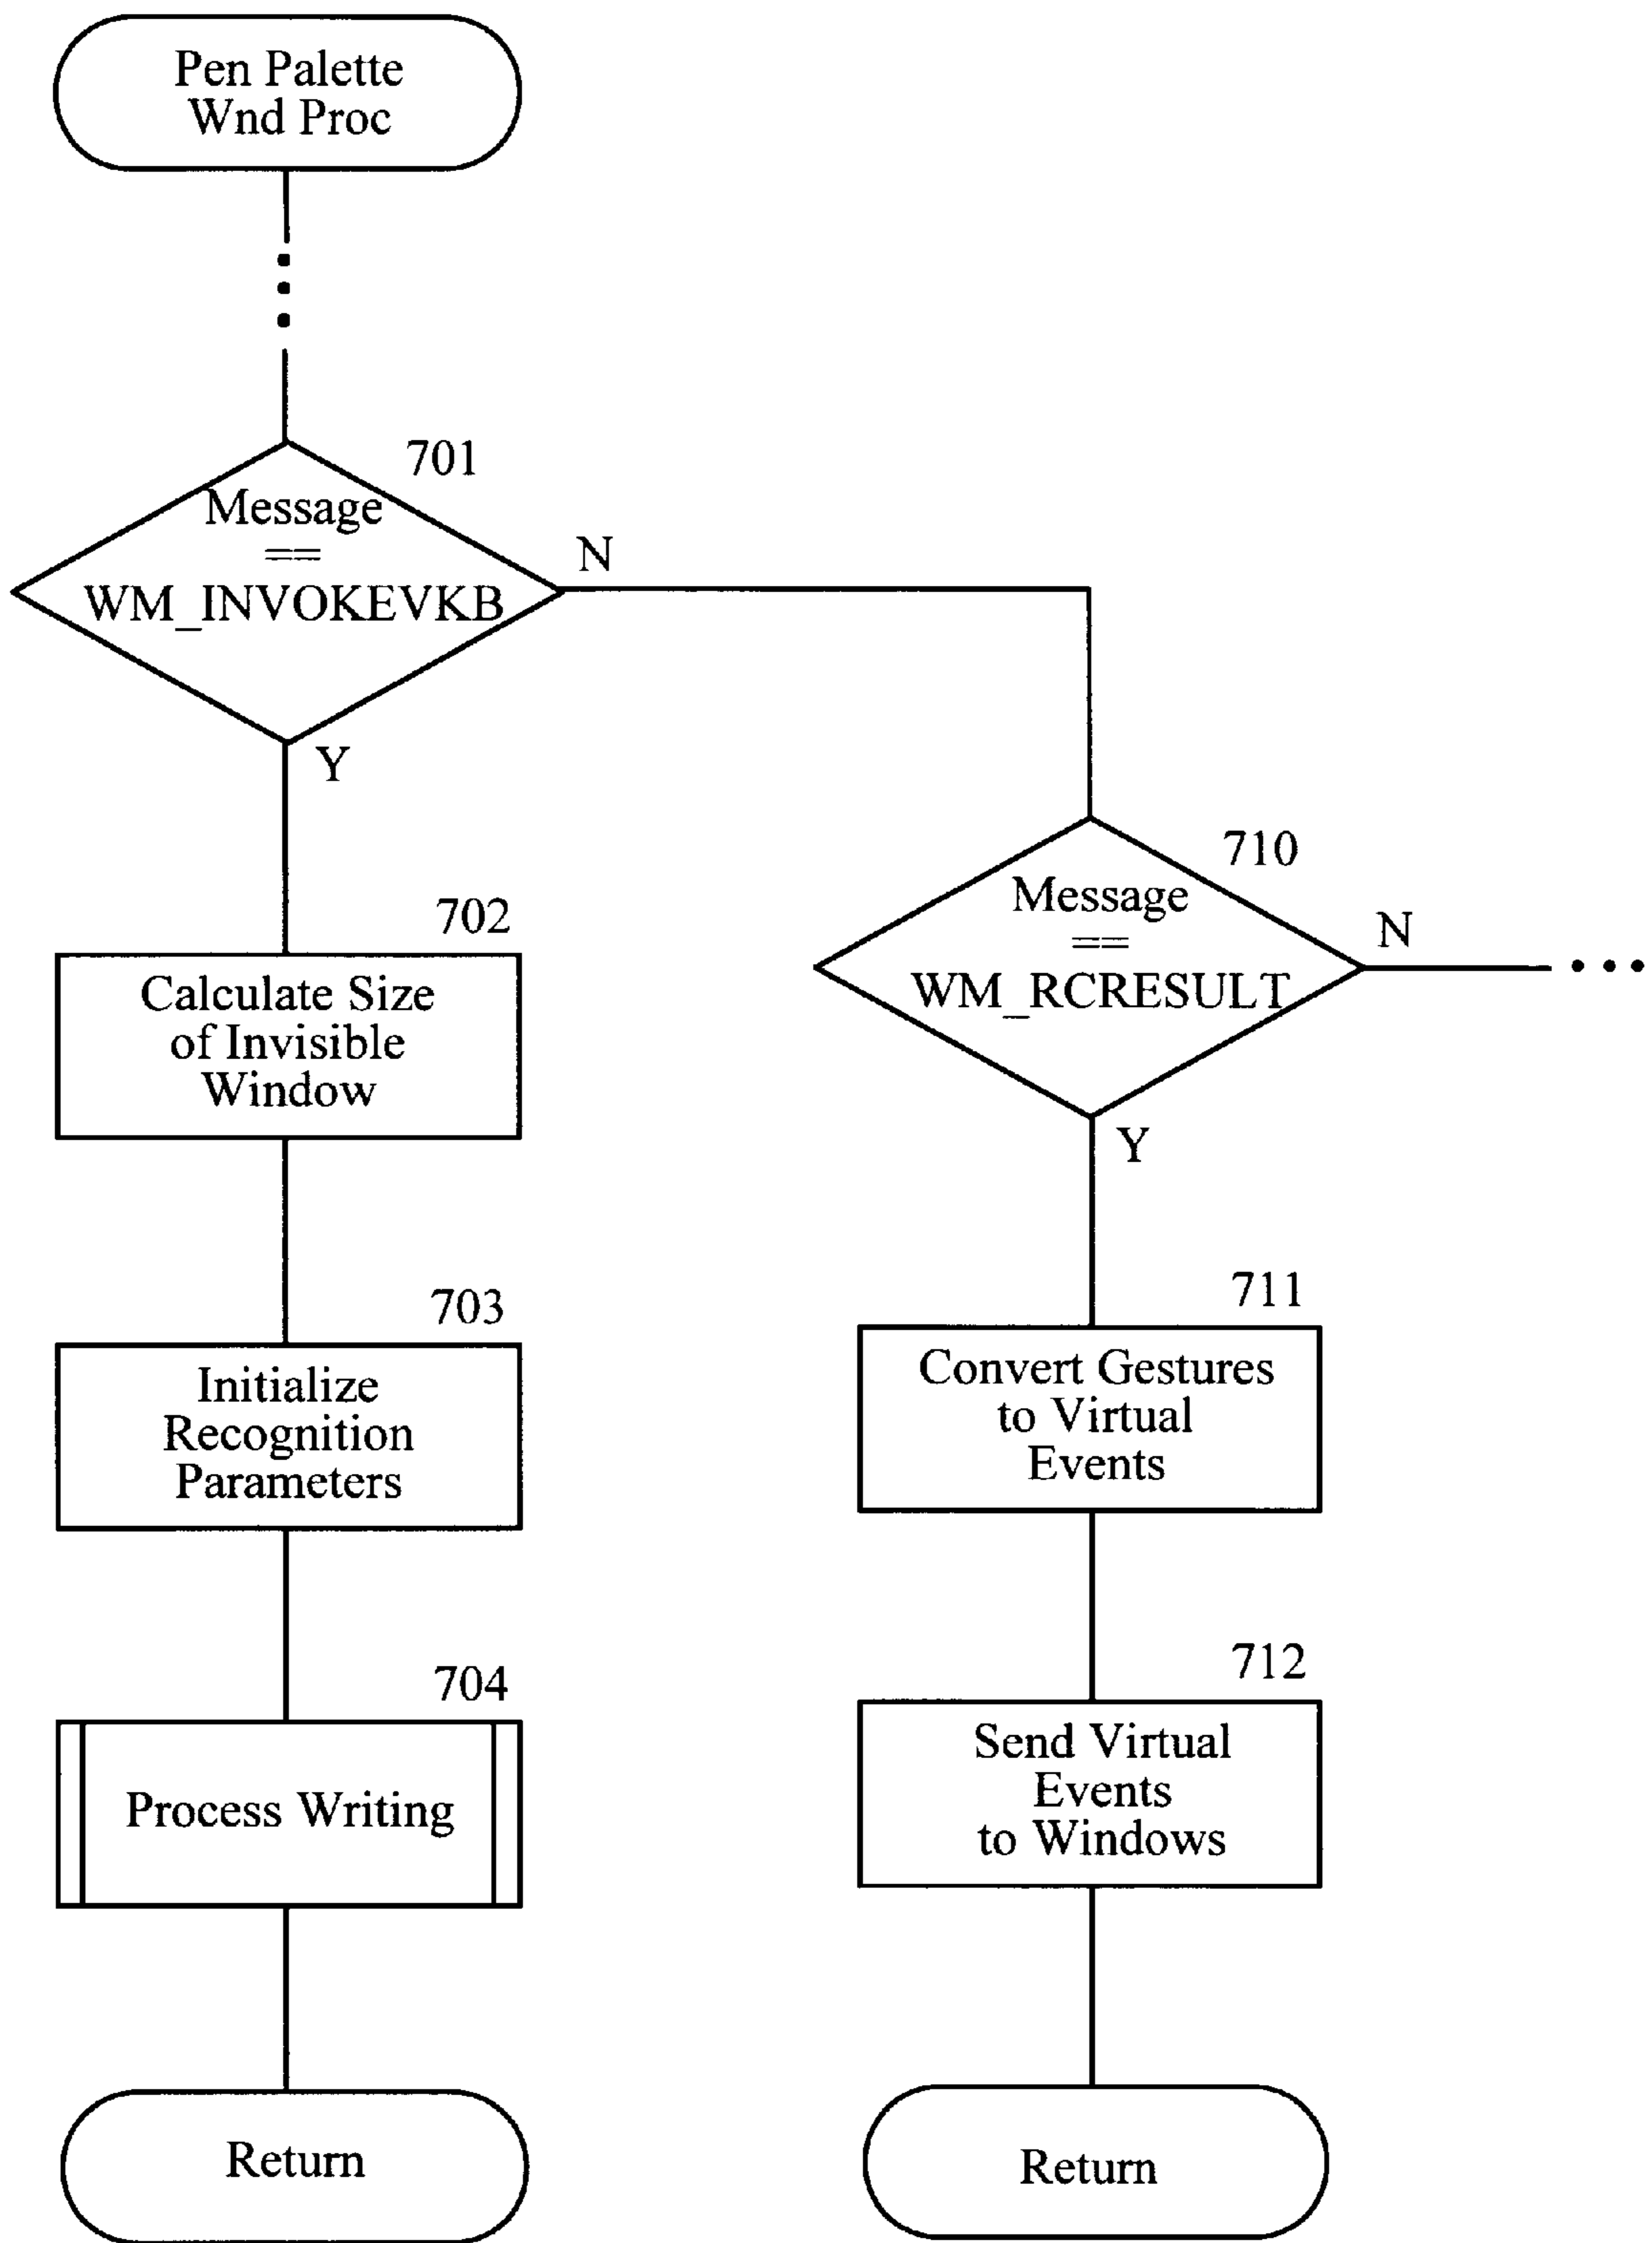 Pen Palette
Wnd Proc
701
Message
==
WM_INVOKEVKB
N
Y
702
Calculate Size
of Invisible
Window
703
Initialize
Recognition
Parameters
704
Process Writing
Return
710
Message
==
WM_RCRESULT
N
Y
711
Convert Gestures
to Virtual
Events
712
Send Virtual
Events
to Windows
Return